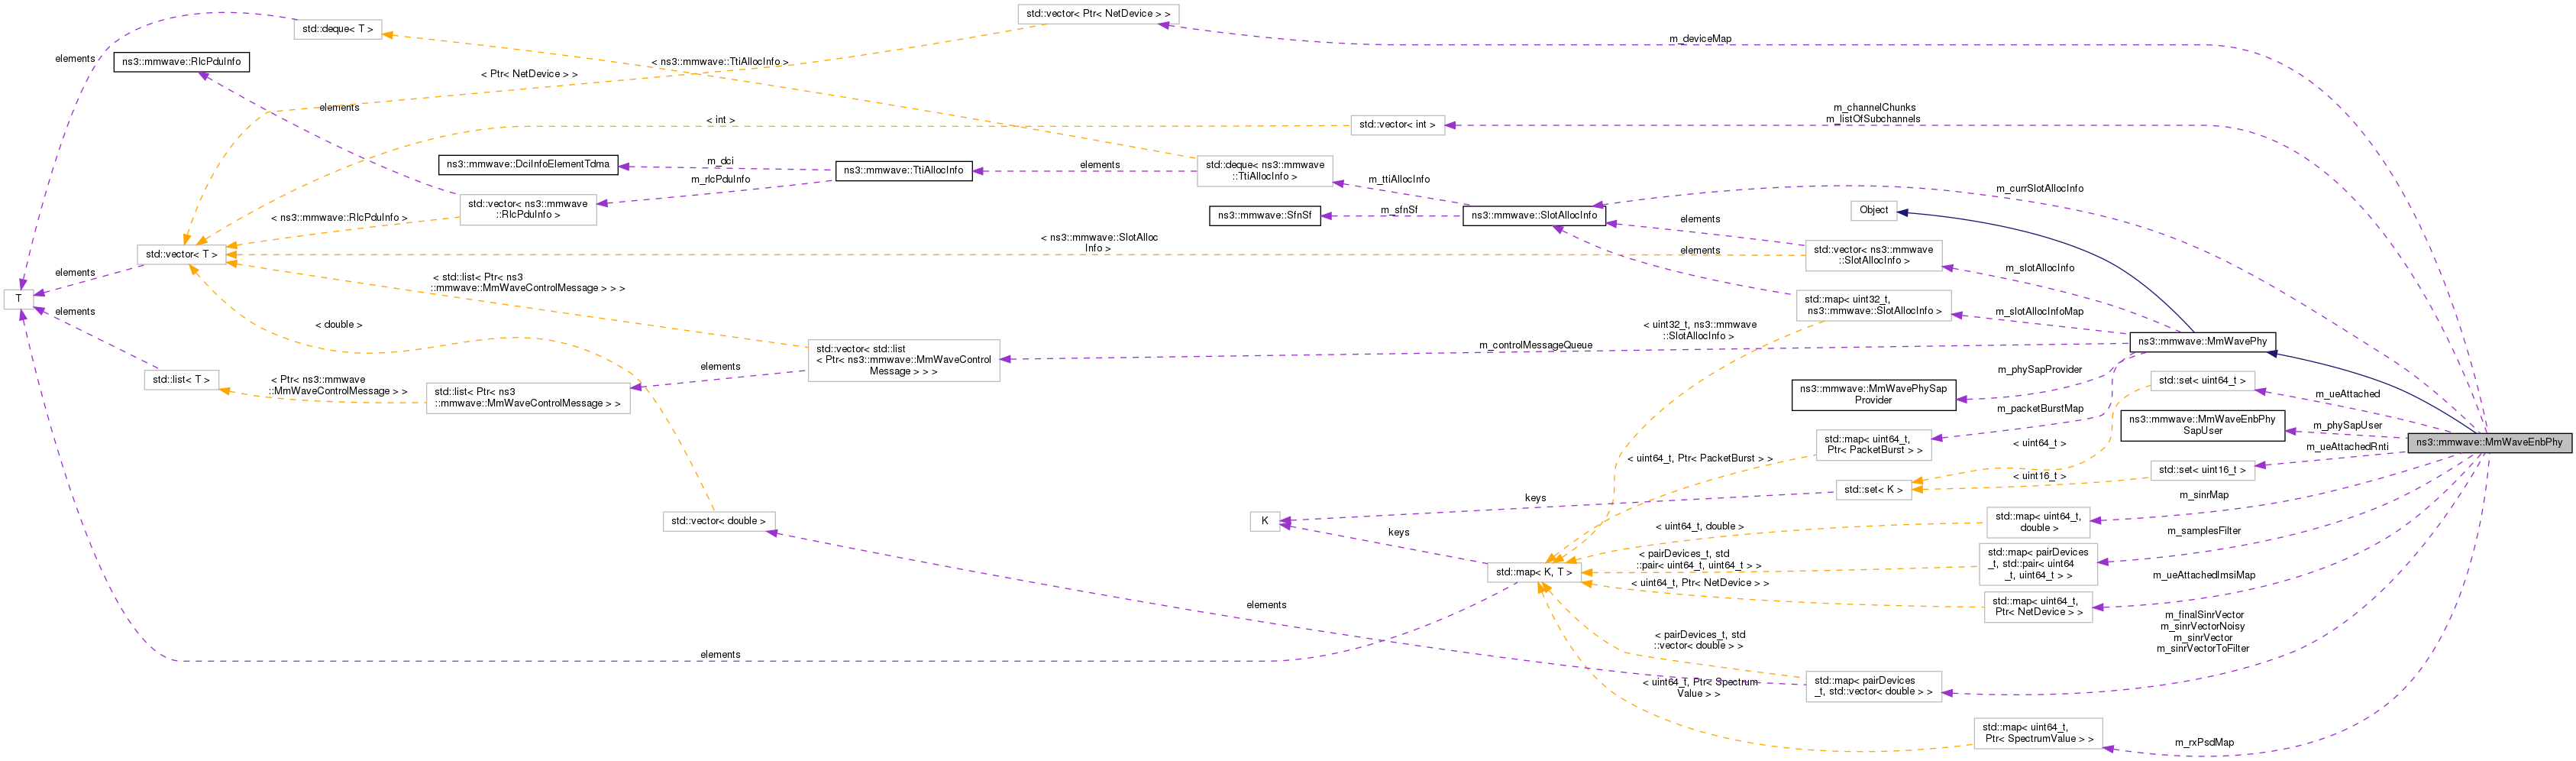 std::vector< Ptr< NetDevice > >
std::deque< T >
m_deviceMap
elements
ns3::mmwave::RlcPduInfo
< ns3::mmwave::TtiAllocInfo >
< Ptr< NetDevice > >
elements
m_channelChunks
m_listOfSubchannels
< int >
std::vector< int >
ns3::mmwave::DciInfoElementTdma
m_dci
ns3::mmwave::TtiAllocInfo
elements
std::deque< ns3::mmwave
::TtiAllocInfo >
m_rlcPduInfo
m_ttiAllocInfo
m_currSlotAllocInfo
std::vector< ns3::mmwave
::RlcPduInfo >
< ns3::mmwave::RlcPduInfo >
ns3::mmwave::SfnSf
m_sfnSf
ns3::mmwave::SlotAllocInfo
elements
Object
std::vector< T >
< ns3::mmwave::SlotAlloc
Info >
elements
std::vector< ns3::mmwave
::SlotAllocInfo >
m_slotAllocInfo
elements
< std::list< Ptr< ns3
::mmwave::MmWaveControlMessage > > >
T
std::map< uint32_t,
ns3::mmwave::SlotAllocInfo >
m_slotAllocInfoMap
elements
< double >
< uint32_t, ns3::mmwave
::SlotAllocInfo >
m_controlMessageQueue
ns3::mmwave::MmWavePhy
std::vector< std::list
< Ptr< ns3::mmwave::MmWaveControl
Message > > >
elements
m_phySapProvider
std::list< T >
< Ptr< ns3::mmwave
::MmWaveControlMessage > >
std::list< Ptr< ns3
::mmwave::MmWaveControlMessage > >
ns3::mmwave::MmWavePhySap
Provider
std::set< uint64_t >
m_ueAttached
m_packetBurstMap
ns3::mmwave::MmWaveEnbPhy
SapUser
m_phySapUser
ns3::mmwave::MmWaveEnbPhy
std::map< uint64_t,
Ptr< PacketBurst > >
< uint64_t >
m_ueAttachedRnti
< uint64_t, Ptr< PacketBurst > >
std::set< uint16_t >
< uint16_t >
std::set< K >
keys
m_sinrMap
std::vector< double >
K
< uint64_t, double >
std::map< uint64_t,
double >
keys
m_samplesFilter
< pairDevices_t, std
::pair< uint64_t, uint64_t > >
std::map< pairDevices
_t, std::pair< uint64
_t, uint64_t > >
std::map< K, T >
< uint64_t, Ptr< NetDevice > >
m_ueAttachedImsiMap
std::map< uint64_t,
Ptr< NetDevice > >
elements
m_finalSinrVector
m_sinrVectorNoisy
m_sinrVector
m_sinrVectorToFilter
< pairDevices_t, std
::vector< double > >
elements
< uint64_t, Ptr< Spectrum
Value > >
std::map< pairDevices
_t, std::vector< double > >
std::map< uint64_t,
Ptr< SpectrumValue > >
m_rxPsdMap